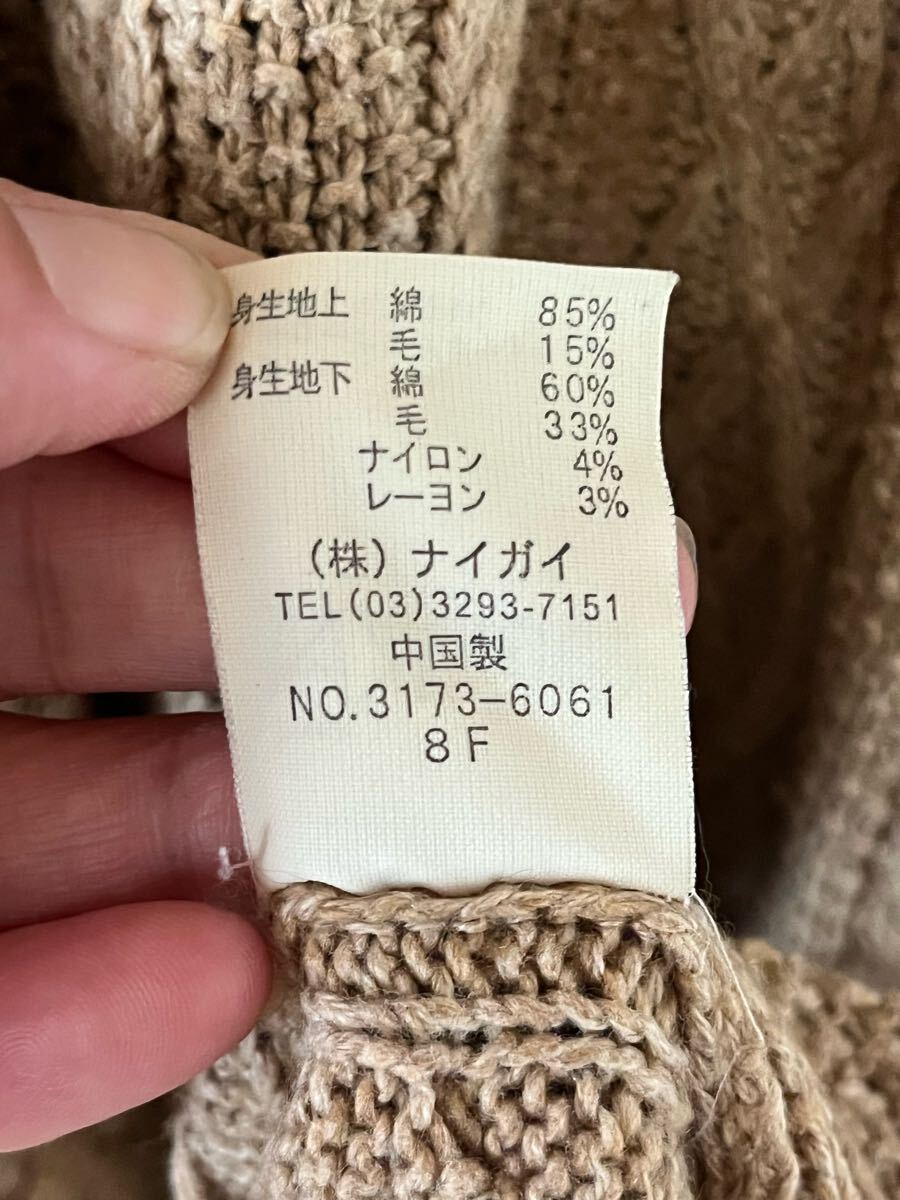 身生地上 綿 85%
毛 15%
身生地下 綿 60%
毛 33%
ナイロン 4%
レーヨン 3%
(株)ナイガイ
TEL(03)3293-7151
中国製
NO.3173-6061
8F